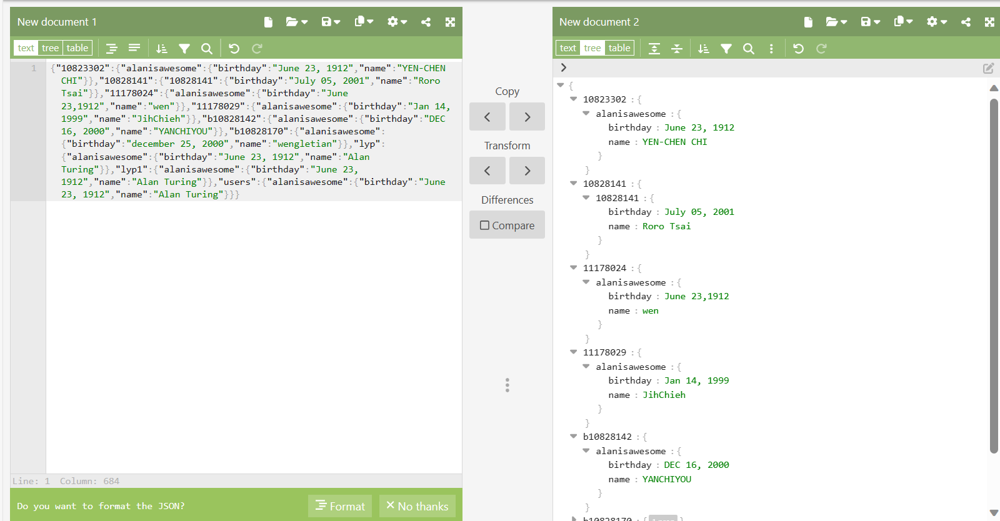 New document 1
text tree table
1 {"10823302":{"alanisawesome":{"birthday":"June 23, 1912","name":"YEN-CHEN
CHI"}},"10828141":{"10828141":{"birthday":"July 05, 2001","name":"Roro
Tsai"}},"11178024":{"alanisawesome":{"birthday":"June
23,1912","name":"wen"}},"11178029":{"alanisawesome":{"birthday":"Jan 14,
1999","name":"JihChieh"}},"b10828142":{"alanisawesome":{"birthday":"DEC
16, 2000","name":"YANCHIYOU"}},"b10828170":{"alanisawesome":
{"birthday":"december 25, 2000","name":"wengletian"}},"lyp":
{"alanisawesome":{"birthday":"June 23, 1912","name":"Alan
Turing"}},"lyp1":{"alanisawesome":{"birthday":"June 23,
1912","name":"Alan Turing"}},"users":{"alanisawesome":{"birthday":"June
23, 1912","name":"Alan Turing"}}}
Line: 1 Column: 684
Do you want to format the JSON?
Format
No thanks
Copy
Transform
Differences
Compare
New document 2
text tree table
{
10823302 : {
alanisawesome : {
birthday : June 23, 1912
name : YEN-CHEN CHI
}
}
10828141 : {
10828141 : {
birthday : July 05, 2001
name : Roro Tsai
}
}
11178024 : {
alanisawesome : {
birthday : June 23,1912
name : wen
}
}
11178029 : {
alanisawesome : {
birthday : Jan 14, 1999
name : JihChieh
}
}
b10828142 : {
alanisawesome : {
birthday : DEC 16, 2000
name : YANCHIYOU
}
}
b10828170 : {